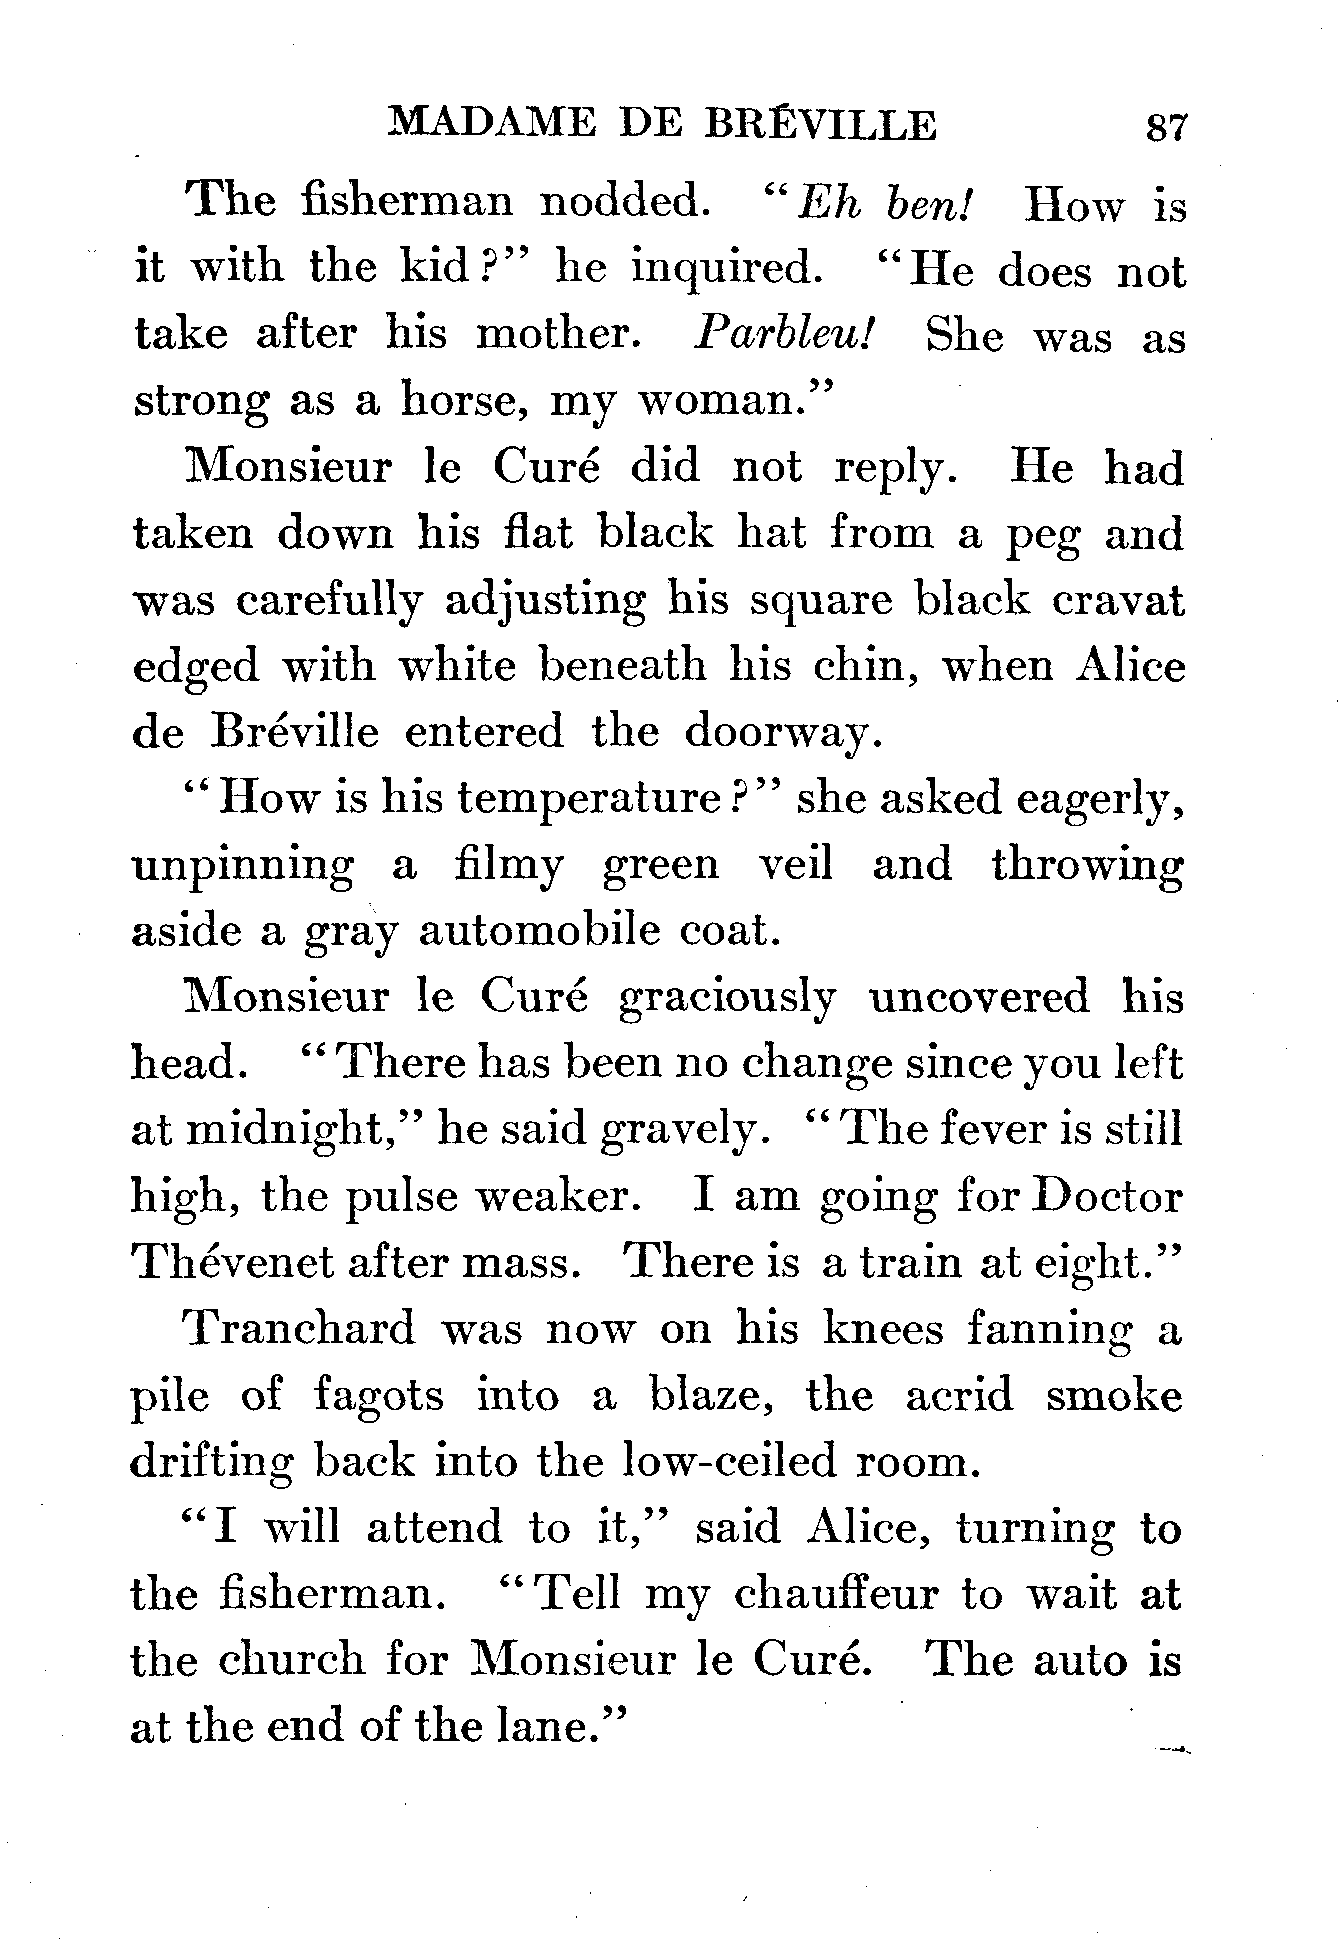 MADAME DE BRÉVILLE 87
The fisherman nodded. "Eh ben! How is
it with the kid?" he inquired. "He does not
take after his mother. Parbleu! She was as
strong as a horse, my woman."
Monsieur le Curé did not reply. He had
taken down his flat black hat from a peg and
was carefully adjusting his square black cravat
edged with white beneath his chin, when Alice
de Bréville entered the doorway.
"How is his temperature?" she asked eagerly,
unpinning a filmy green veil and throwing
aside a gray automobile coat.
Monsieur le Curé graciously uncovered his
head. "There has been no change since you left
at midnight," he said gravely. "The fever is still
high, the pulse weaker. I am going for Doctor
Thévenet after mass. There is a train at eight."
Tranchard was now on his knees fanning a
pile of fagots into a blaze, the acrid smoke
drifting back into the low-ceiled room.
"I will attend to it," said Alice, turning to
the fisherman. "Tell my chauffeur to wait at
the church for Monsieur le Curé. The auto is
at the end of the lane."